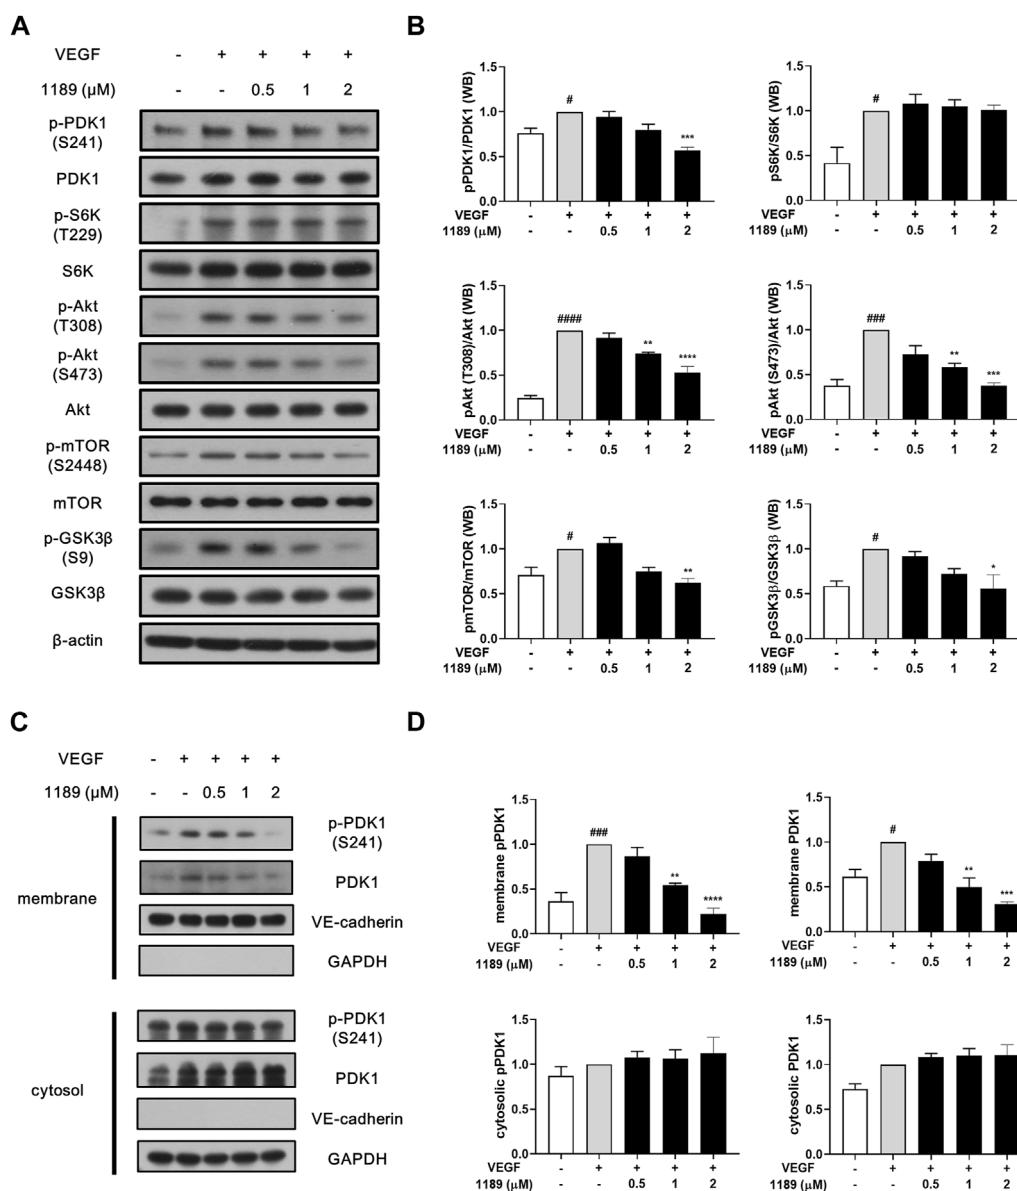 A
VEGF - + + + +
1189 (μM) - - 0.5 1 2
p-PDK1
(S241)
PDK1
p-S6K
(T229)
S6K
p-Akt
(T308)
p-Akt
(S473)
Akt
p-mTOR
(S2448)
mTOR
p-GSK3β
(S9)
GSK3β
β-actin
B
pPDK1/PDK1 (WB)
1.5
1.0
0.5
0.0
#
***
VEGF - + + + +
1189 (μM) - - 0.5 1 2
pS6K/S6K (WB)
1.5
1.0
0.5
0.0
#
VEGF - + + + +
1189 (μM) - - 0.5 1 2
pAkt (T308)/Akt (WB)
1.5
1.0
0.5
0.0
####
**
****
VEGF - + + + +
1189 (μM) - - 0.5 1 2
pAkt (S473)/Akt (WB)
1.5
1.0
0.5
0.0
###
**
***
VEGF - + + + +
1189 (μM) - - 0.5 1 2
pmTOR/mTOR (WB)
1.5
1.0
0.5
0.0
#
**
VEGF - + + + +
1189 (μM) - - 0.5 1 2
pGSK3β/GSK3β (WB)
1.5
1.0
0.5
0.0
#
*
VEGF - + + + +
1189 (μM) - - 0.5 1 2
C
VEGF - + + + +
1189 (μM) - - 0.5 1 2
membrane
p-PDK1
(S241)
PDK1
VE-cadherin
GAPDH
cytosol
p-PDK1
(S241)
PDK1
VE-cadherin
GAPDH
D
membrane pPDK1
1.5
1.0
0.5
0.0
###
**
****
VEGF - + + + +
1189 (μM) - - 0.5 1 2
membrane PDK1
1.5
1.0
0.5
0.0
#
**
***
VEGF - + + + +
1189 (μM) - - 0.5 1 2
cytosolic pPDK1
1.5
1.0
0.5
0.0
VEGF - + + + +
1189 (μM) - - 0.5 1 2
cytosolic PDK1
1.5
1.0
0.5
0.0
VEGF - + + + +
1189 (μM) - - 0.5 1 2